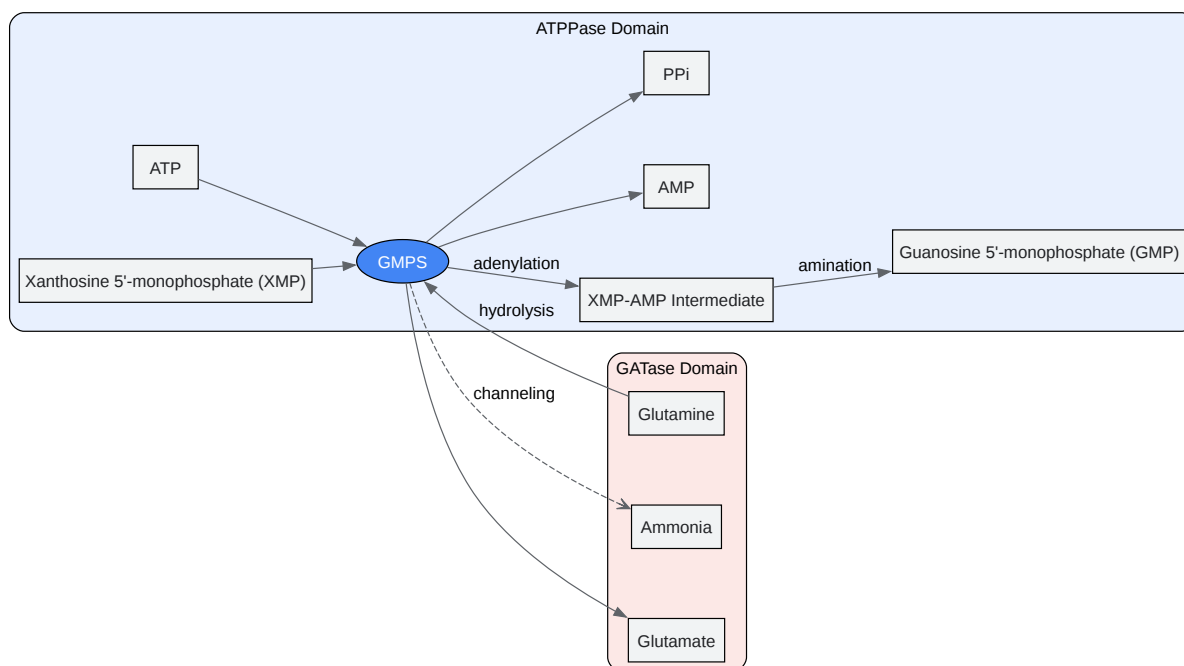 ATPPase Domain
PPi
ATP
AMP
GMPS
Xanthosine 5'-monophosphate (XMP)
adenylation
XMP-AMP Intermediate
amination
Guanosine 5'-monophosphate (GMP)
hydrolysis
GATase Domain
channeling
Glutamine
Ammonia
Glutamate